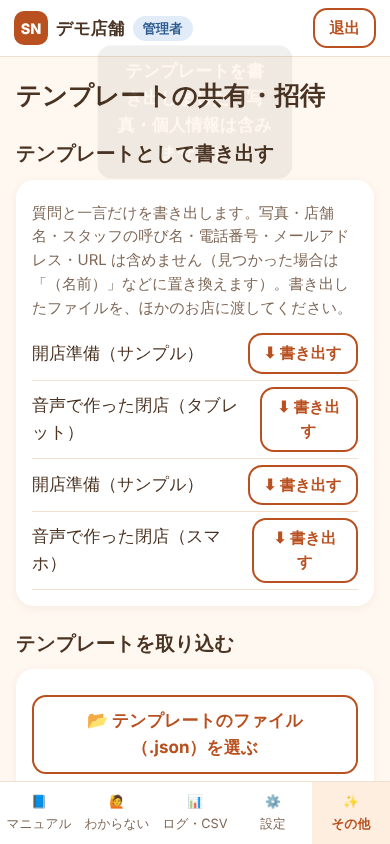 SN デモ店舗 管理者 退出
テンプレートを書
テンプレートの共有・招待
真・個人情報は含み
テンプレートとして書き出す
質問と一言だけを書き出します。写真・店舗
名・スタッフの呼び名・電話番号・メールアド
レス・URL は含めません（見つかった場合は
「（名前）」などに置き換えます）。書き出し
たファイルを、ほかのお店に渡してください。
開店準備（サンプル） ⬇ 書き出す
音声で作った閉店（タブレ
ット）
⬇ 書き出
す
開店準備（サンプル） ⬇ 書き出す
音声で作った閉店（スマ
ホ）
⬇ 書き出
す
テンプレートを取り込む
📂 テンプレートのファイル
（.json）を選ぶ
マニュアル わからない ログ・CSV 設定 その他